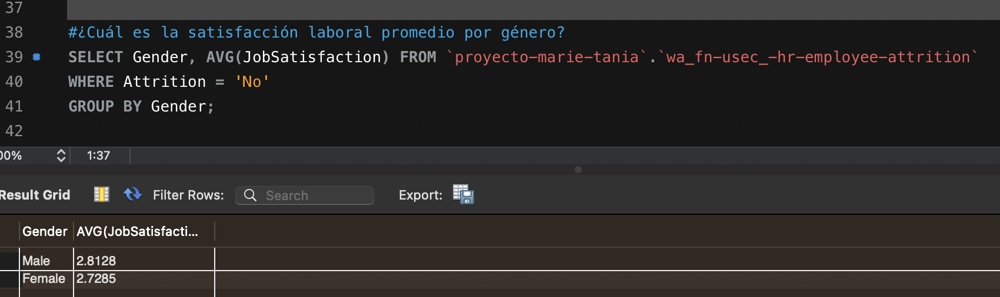 37
38 #¿Cuál es la satisfacción laboral promedio por género?
39 SELECT Gender, AVG(JobSatisfaction) FROM `proyecto-marie-tania`.`wa_fn-usec_-hr-employee-attrition`
40 WHERE Attrition = 'No'
41 GROUP BY Gender;
42
00% 1:37
Result Grid Filter Rows: Search Export:
Gender AVG(JobSatisfacti...
Male 2.8128
Female 2.7285